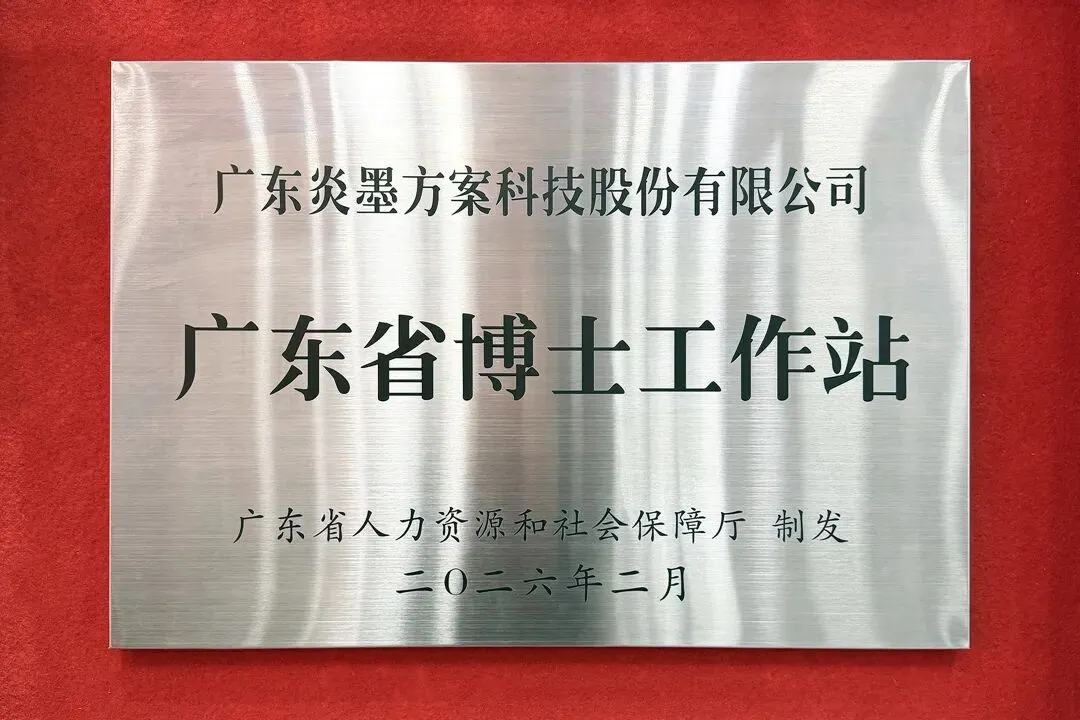 广东炎墨方案科技股份有限公司
广东省博士工作站
广东省人力资源和社会保障厅 制发
二〇二六年二月